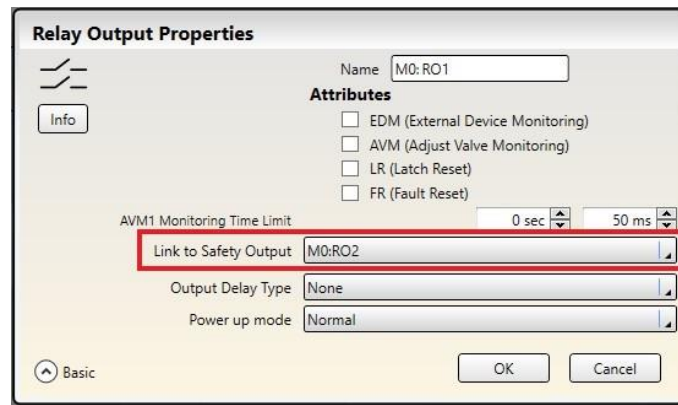 Relay Output Properties
Info
Name M0: RO1
Attributes
EDM (External Device Monitoring)
AVM (Adjust Valve Monitoring)
LR (Latch Reset)
FR (Fault Reset)
AVM1 Monitoring Time Limit 0 sec 50 ms
Link to Safety Output M0:RO2
Output Delay Type None
Power up mode Normal
Basic OK Cancel